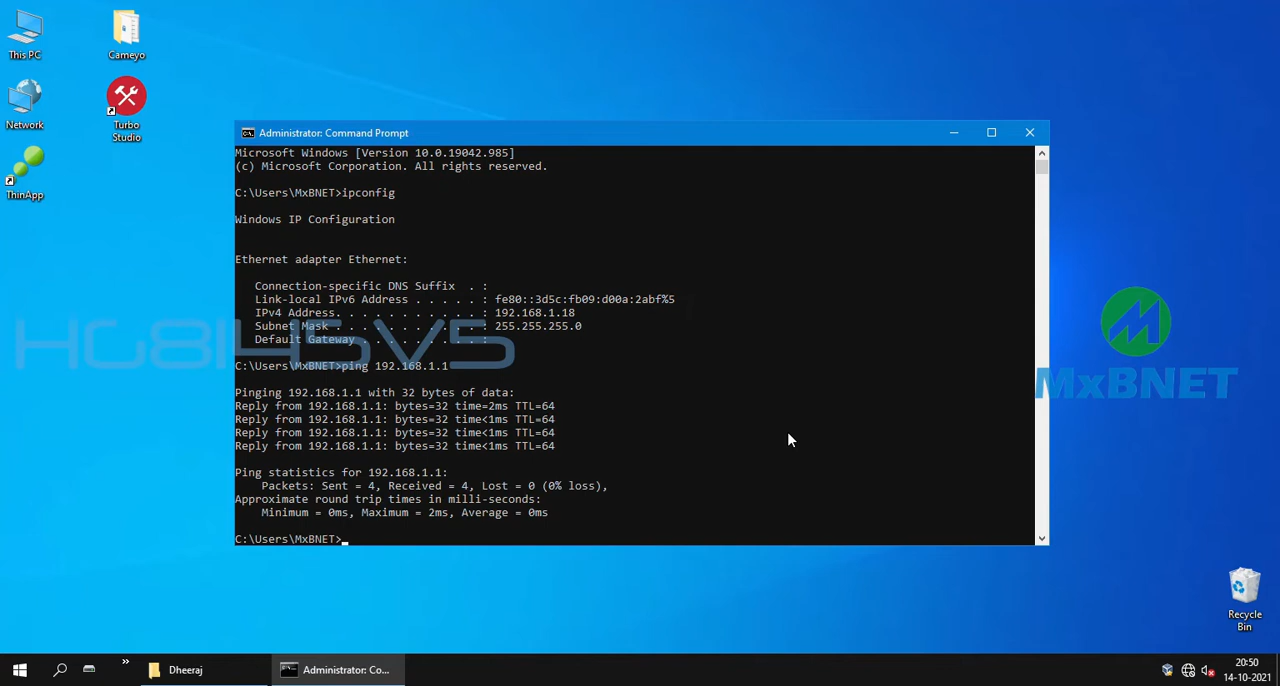 This PC
Cameyo
Network
Turbo
Studio
ThinApp
Administrator: Command Prompt
Microsoft Windows [Version 10.0.19042.985]
(c) Microsoft Corporation. All rights reserved.
C:\Users\MxBNET>ipconfig
Windows IP Configuration
Ethernet adapter Ethernet:
Connection-specific DNS Suffix . :
Link-local IPv6 Address . . . . . : fe80::3d5c:fb09:d00a:2abf%5
IPv4 Address. . . . . . . . . . . : 192.168.1.18
Subnet Mask . . . . . . . . . . . : 255.255.255.0
Default Gateway . . . . . . . . . :
HG8145V5
C:\Users\MxBNET>ping 192.168.1.1
Pinging 192.168.1.1 with 32 bytes of data:
Reply from 192.168.1.1: bytes=32 time=2ms TTL=64
Reply from 192.168.1.1: bytes=32 time<1ms TTL=64
Reply from 192.168.1.1: bytes=32 time<1ms TTL=64
Reply from 192.168.1.1: bytes=32 time<1ms TTL=64
Ping statistics for 192.168.1.1:
Packets: Sent = 4, Received = 4, Lost = 0 (0% loss),
Approximate round trip times in milli-seconds:
Minimum = 0ms, Maximum = 2ms, Average = 0ms
C:\Users\MxBNET>
MxBNET
Recycle
Bin
Dheeraj
Administrator: Co...
20:50
14-10-2021